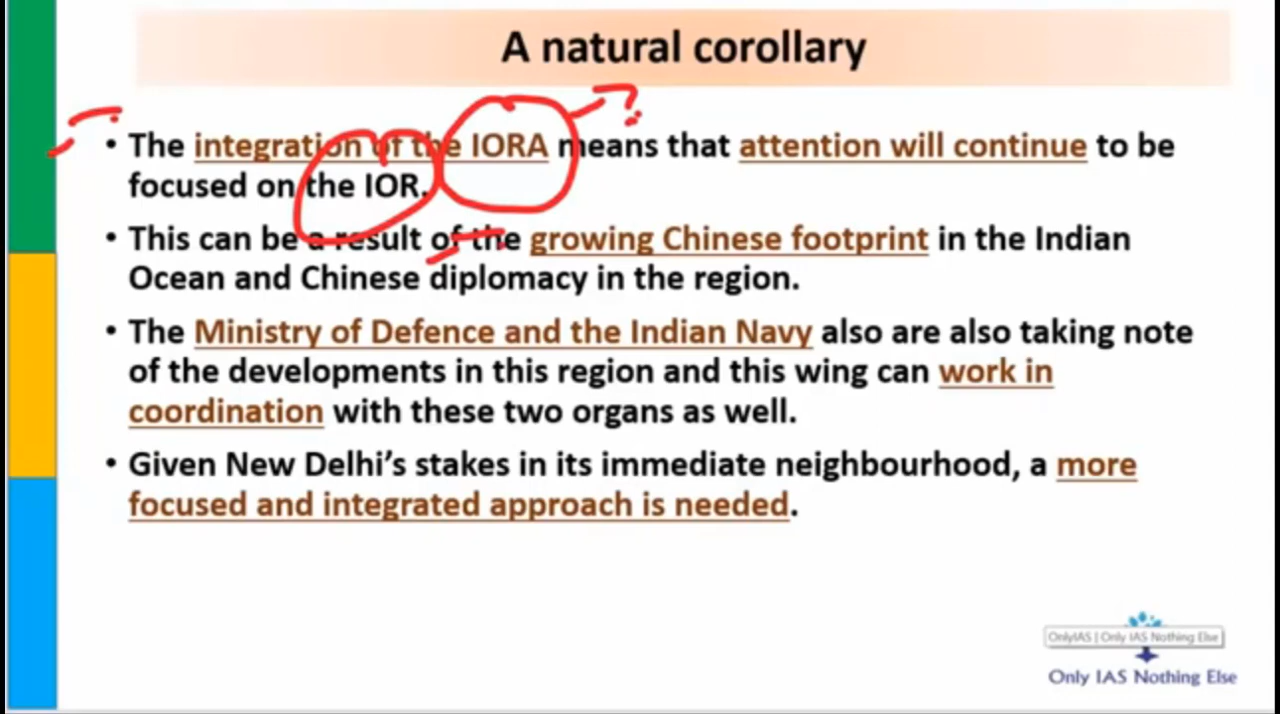 A natural corollary
• The integration of the IORA means that attention will continue to be
focused on the IOR.
• This can be a result of the growing Chinese footprint in the Indian
Ocean and Chinese diplomacy in the region.
• The Ministry of Defence and the Indian Navy also are also taking note
of the developments in this region and this wing can work in
coordination with these two organs as well.
• Given New Delhi’s stakes in its immediate neighbourhood, a more
focused and integrated approach is needed.
?
OnlyIAS | Only IAS Nothing Else
Only IAS Nothing Else